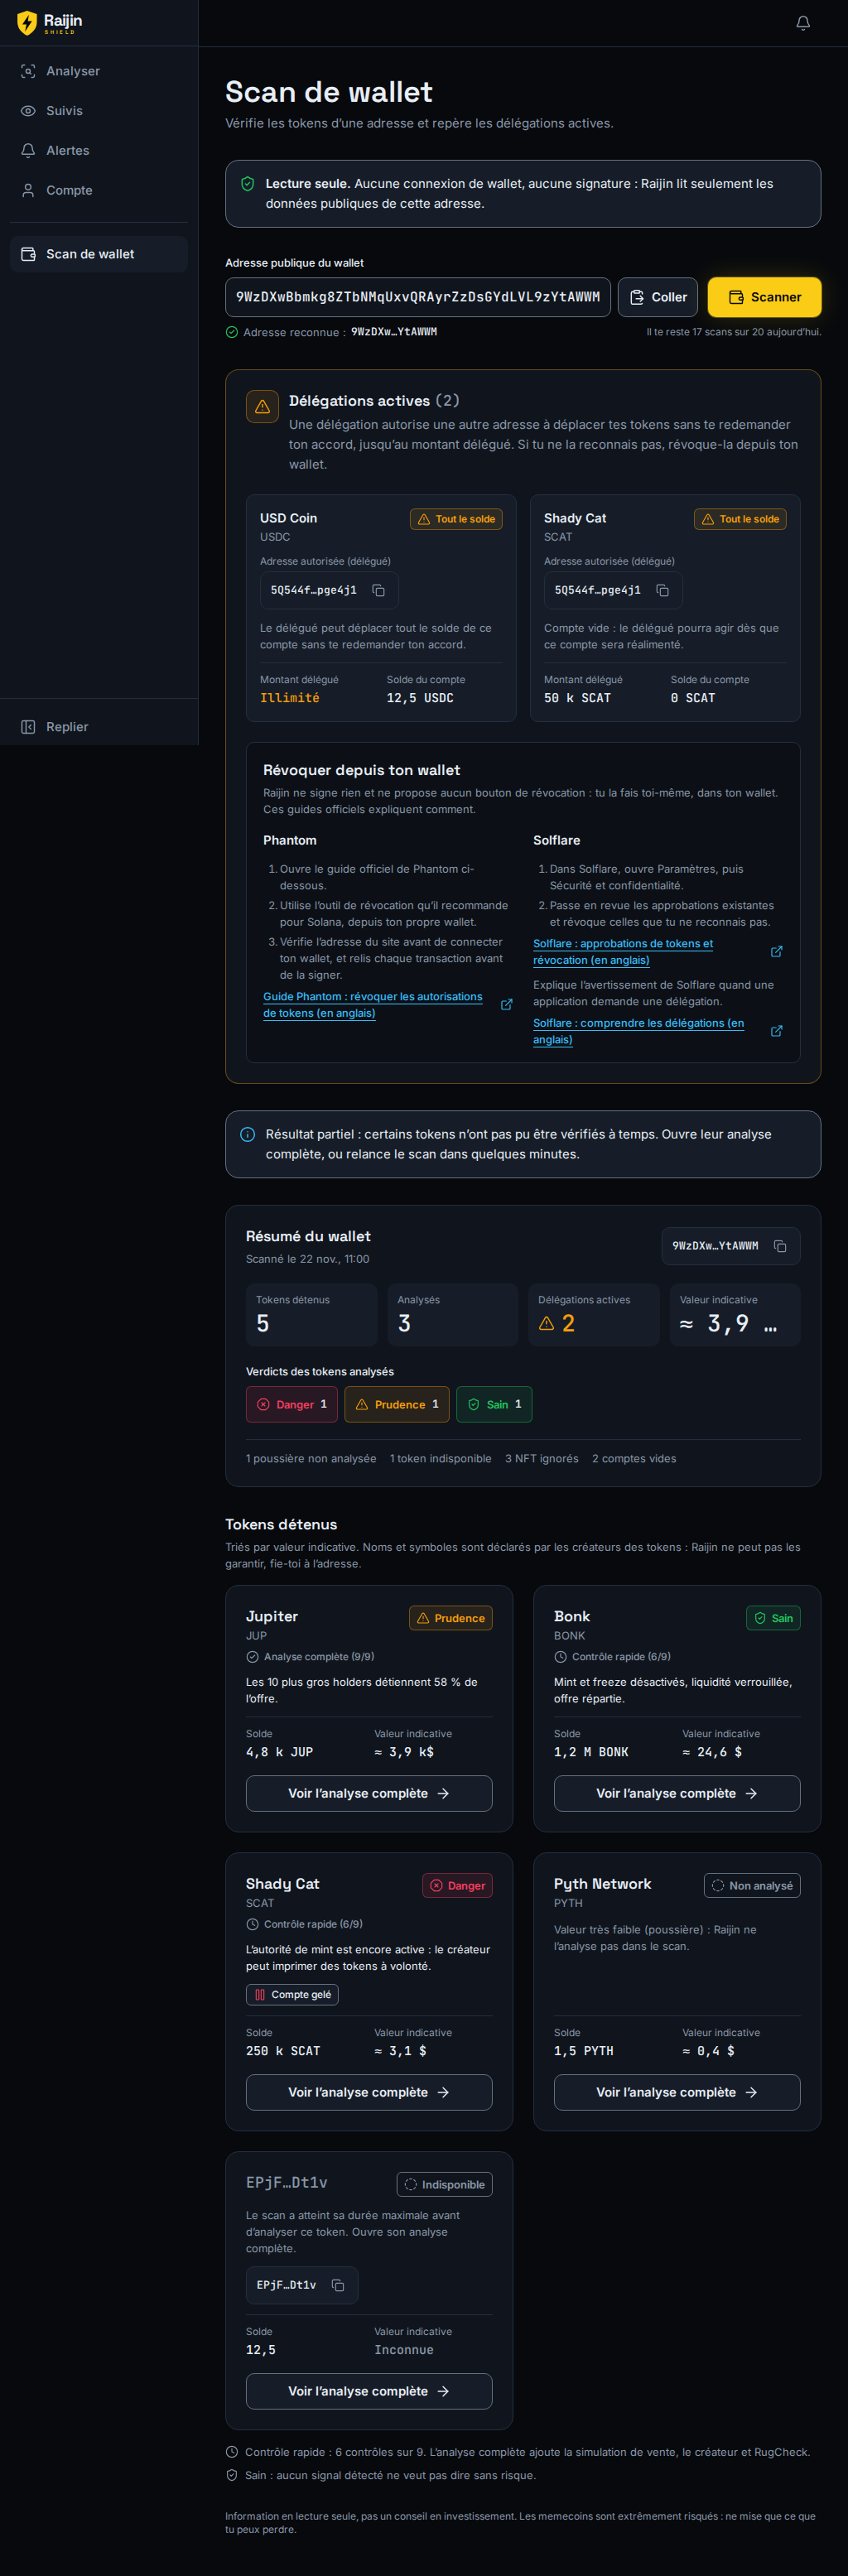 Raijin
SHIELD
Analyser
Suivis
Alertes
Compte
Scan de wallet
Replier
Scan de wallet
Vérifie les tokens d’une adresse et repère les délégations actives.
Lecture seule. Aucune connexion de wallet, aucune signature : Raijin lit seulement les
données publiques de cette adresse.
Adresse publique du wallet
9WzDXwBbmkg8ZTbNMqUxvQRAyrZzDsGYdLVL9zYtAWWM
Coller
Scanner
Adresse reconnue : 9WzDXw…YtAWWM
Il te reste 17 scans sur 20 aujourd’hui.
Délégations actives (2)
Une délégation autorise une autre adresse à déplacer tes tokens sans te redemander
ton accord, jusqu’au montant délégué. Si tu ne la reconnais pas, révoque-la depuis ton
wallet.
USD Coin
Tout le solde
USDC
Adresse autorisée (délégué)
5Q544f…pge4j1
Le délégué peut déplacer tout le solde de ce
compte sans te redemander ton accord.
Montant délégué
Solde du compte
Illimité
12,5 USDC
Shady Cat
Tout le solde
SCAT
Adresse autorisée (délégué)
5Q544f…pge4j1
Compte vide : le délégué pourra agir dès que
ce compte sera réalimenté.
Montant délégué
Solde du compte
50 k SCAT
0 SCAT
Révoquer depuis ton wallet
Raijin ne signe rien et ne propose aucun bouton de révocation : tu la fais toi-même, dans ton wallet.
Ces guides officiels expliquent comment.
Phantom
1. Ouvre le guide officiel de Phantom ci-
dessous.
2. Utilise l’outil de révocation qu’il recommande
pour Solana, depuis ton propre wallet.
3. Vérifie l’adresse du site avant de connecter
ton wallet, et relis chaque transaction avant
de la signer.
Guide Phantom : révoquer les autorisations
de tokens (en anglais)
Solflare
1. Dans Solflare, ouvre Paramètres, puis
Sécurité et confidentialité.
2. Passe en revue les approbations existantes
et révoque celles que tu ne reconnais pas.
Solflare : approbations de tokens et
révocation (en anglais)
Explique l’avertissement de Solflare quand une
application demande une délégation.
Solflare : comprendre les délégations (en
anglais)
Résultat partiel : certains tokens n’ont pas pu être vérifiés à temps. Ouvre leur analyse
complète, ou relance le scan dans quelques minutes.
Résumé du wallet
Scanné le 22 nov., 11:00
9WzDXw…YtAWWM
Tokens détenus
5
Analysés
3
Délégations actives
2
Valeur indicative
≈ 3,9 …
Verdicts des tokens analysés
Danger 1
Prudence 1
Sain 1
1 poussière non analysée
1 token indisponible
3 NFT ignorés
2 comptes vides
Tokens détenus
Triés par valeur indicative. Noms et symboles sont déclarés par les créateurs des tokens : Raijin ne peut pas les
garantir, fie-toi à l’adresse.
Jupiter
Prudence
JUP
Analyse complète (9/9)
Les 10 plus gros holders détiennent 58 % de
l’offre.
Solde
Valeur indicative
4,8 k JUP
≈ 3,9 k$
Voir l’analyse complète
Bonk
Sain
BONK
Contrôle rapide (6/9)
Mint et freeze désactivés, liquidité verrouillée,
offre répartie.
Solde
Valeur indicative
1,2 M BONK
≈ 24,6 $
Voir l’analyse complète
Shady Cat
Danger
SCAT
Contrôle rapide (6/9)
L’autorité de mint est encore active : le créateur
peut imprimer des tokens à volonté.
Compte gelé
Solde
Valeur indicative
250 k SCAT
≈ 3,1 $
Voir l’analyse complète
Pyth Network
Non analysé
PYTH
Valeur très faible (poussière) : Raijin ne
l’analyse pas dans le scan.
Solde
Valeur indicative
1,5 PYTH
≈ 0,4 $
Voir l’analyse complète
EPjF…Dt1v
Indisponible
Le scan a atteint sa durée maximale avant
d’analyser ce token. Ouvre son analyse
complète.
EPjF…Dt1v
Solde
Valeur indicative
12,5
Inconnue
Voir l’analyse complète
Contrôle rapide : 6 contrôles sur 9. L’analyse complète ajoute la simulation de vente, le créateur et RugCheck.
Sain : aucun signal détecté ne veut pas dire sans risque.
Information en lecture seule, pas un conseil en investissement. Les memecoins sont extrêmement risqués : ne mise que ce que
tu peux perdre.